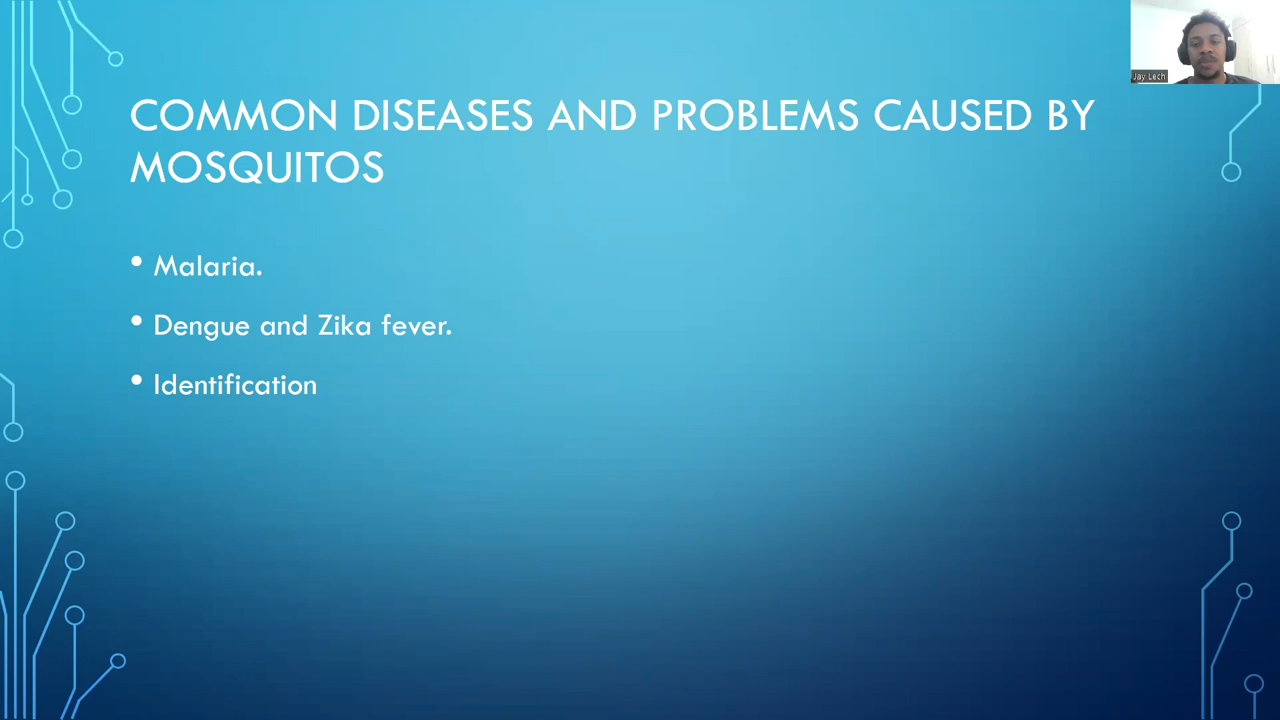 COMMON DISEASES AND PROBLEMS CAUSED BY
MOSQUITOS
• Malaria.
• Dengue and Zika fever.
• Identification
Jay Lech